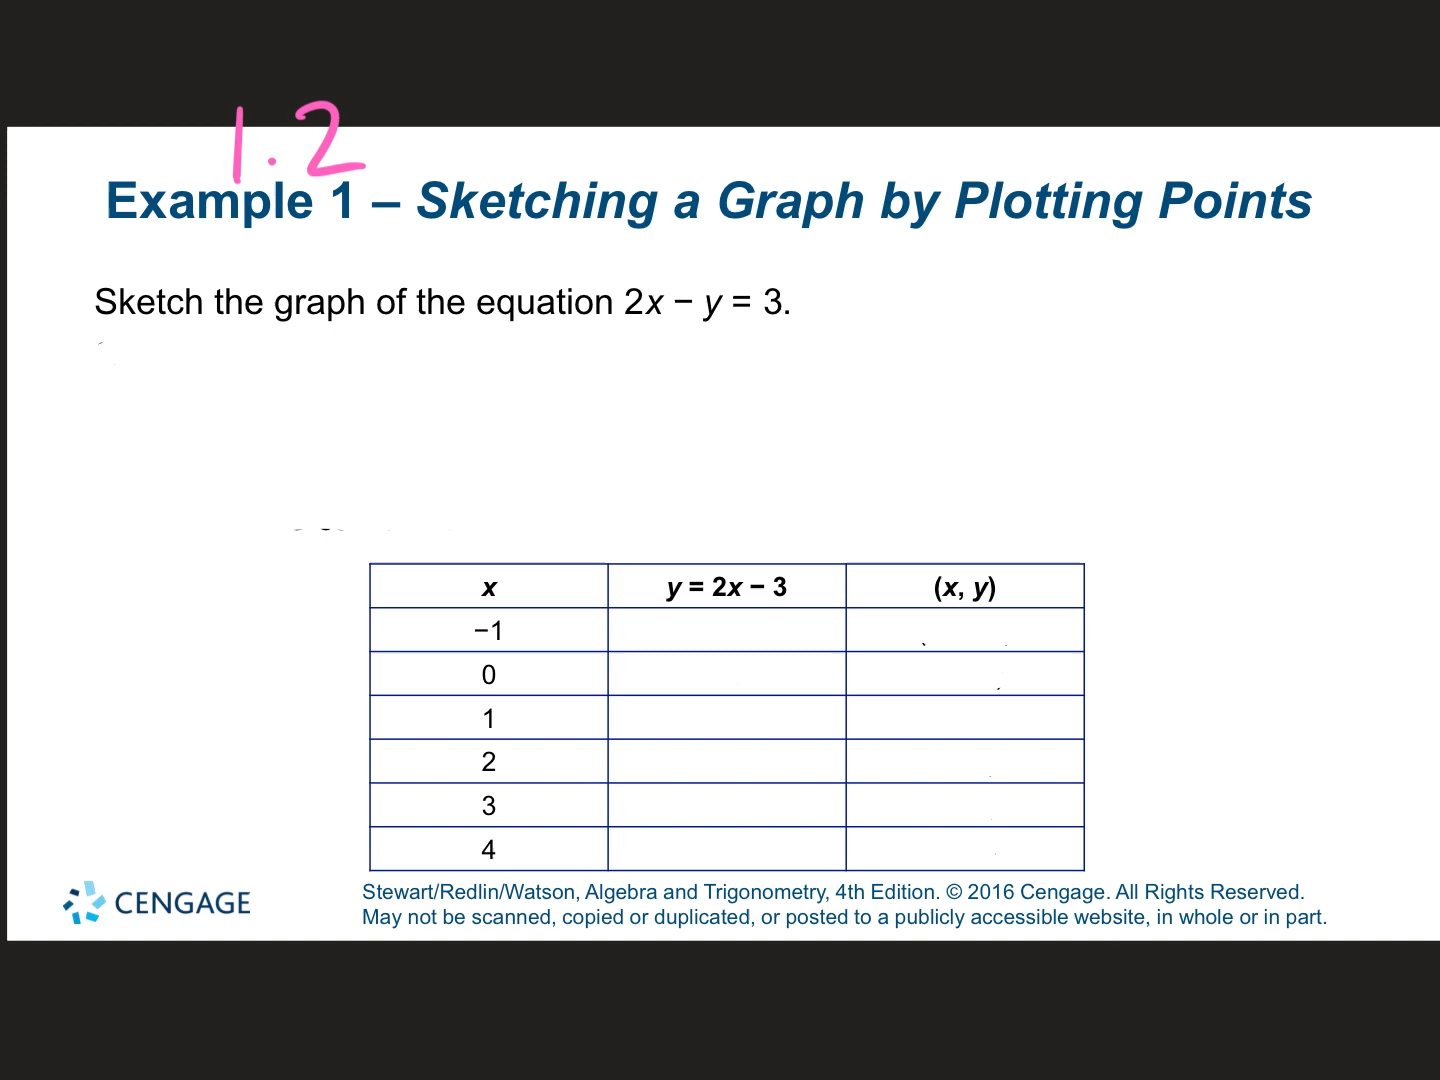 1.2
Example 1 – Sketching a Graph by Plotting Points
Sketch the graph of the equation 2x − y = 3.
x y = 2x − 3 (x, y)
−1
0
1
2
3
4
CENGAGE
Stewart/Redlin/Watson, Algebra and Trigonometry, 4th Edition. © 2016 Cengage. All Rights Reserved.
May not be scanned, copied or duplicated, or posted to a publicly accessible website, in whole or in part.